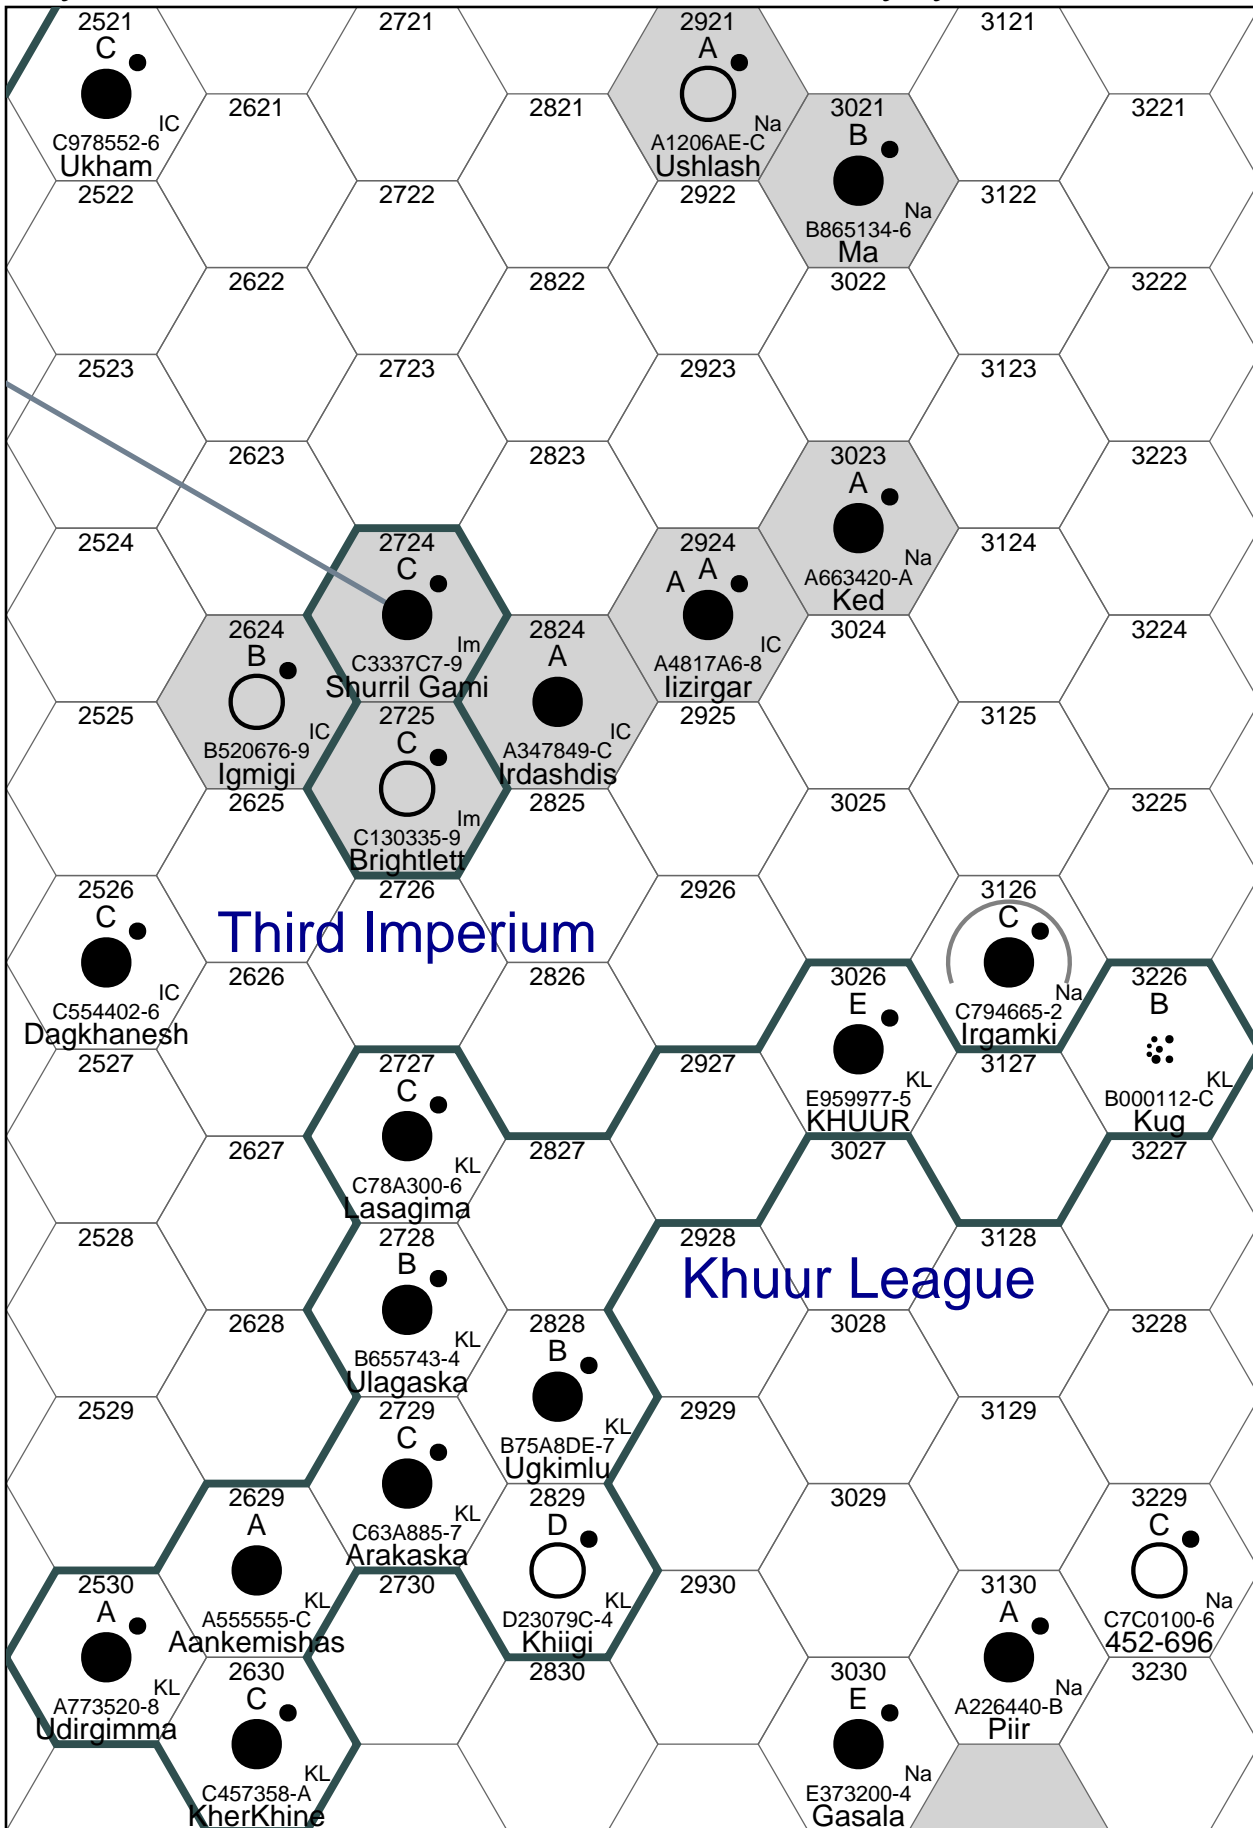 2521 2721 2921 3121
C A
2621 2821 3021 3221
IC Na B
C978552-6 A1206AE-C
Ukham Ushlash
2522 2722 2922 3122
Na
B865134-6
Ma
2622 2822 3022 3222
2523 2723 2923 3123
2623 2823 3023 3223
A
2524 2724 2924 3124
C A A Na
A663420-A
Ked
2624 2824 3024 3224
B Im A IC
C3337C7-9 A4817A6-8
Shurril Gami Iizirgar
2525 2725 2925 3125
IC C IC
B520676-9 A347849-C
Igmigi Irdashdis
2625 2825 3025 3225
Im
C130335-9
Brightlett
2526 2726 2926 3126
C C
Third Imperium
2626 2826 3026 3226
IC E Na B
C554402-6 C794665-2
Dagkhanesh Irgamki
2527 2727 2927 3127
C KL KL
E959977-5 B000112-C
KHUUR Kug
2627 2827 3027 3227
KL
C78A300-6
Lasagima
2528 2728 2928 3128
B
Khuur League
2628 2828 3028 3228
KL B
B655743-4
Ulagaska
2529 2729 2929 3129
C KL
B75A8DE-7
Ugkimlu
2629 2829 3029 3229
A KL D C
C63A885-7
Arakaska
2530 2730 2930 3130
A KL KL A Na
A555555-C D23079C-4 C7C0100-6
Aankemishas Khiigi 452-696
2630 2830 3030 3230
KL C E Na
A773520-8 A226440-B
Udirgimma Piir
KL Na
C457358-A E373200-4
KherKhine Gasala